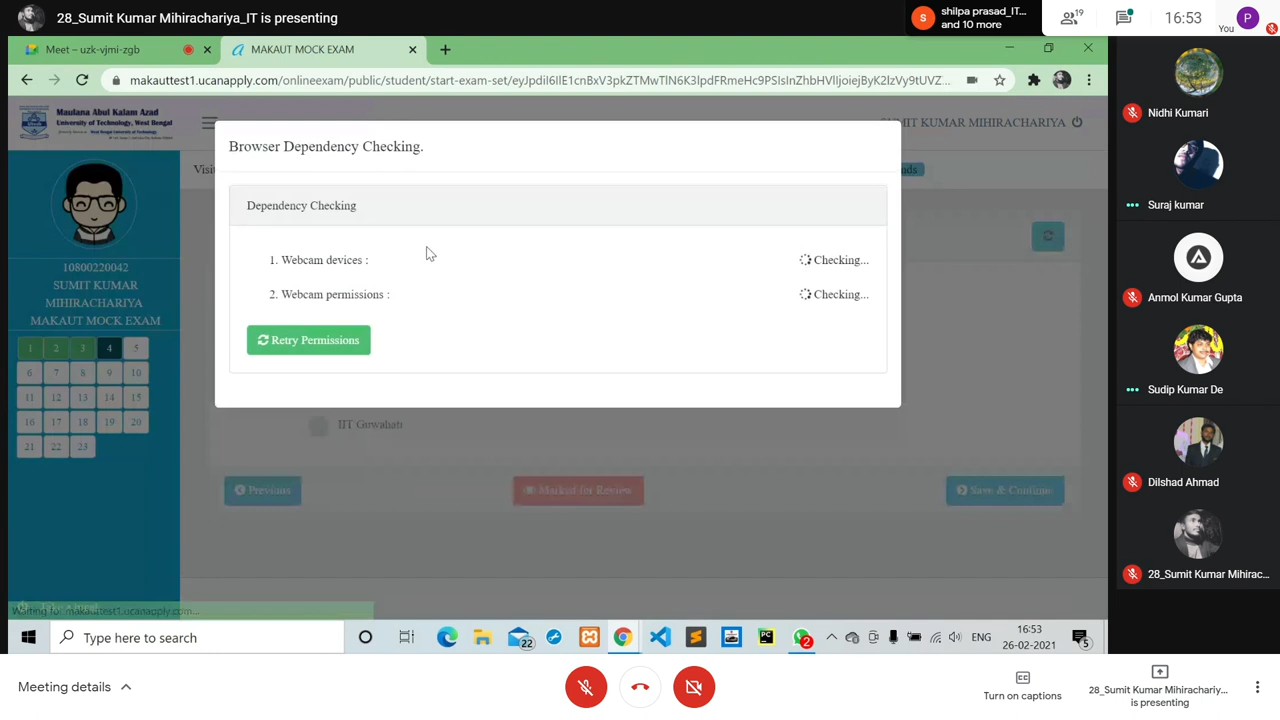 28_Sumit Kumar Mihirachariya_IT is presenting
S
shilpa prasad_IT...
and 10 more
19
16:53
You
P
Meet – uzk-vjmi-zgb
MAKAUT MOCK EXAM
makauttest1.ucanapply.com/onlineexam/public/student/start-exam-set/
Maulana Abul Kalam Azad
University of Technology, West Bengal
SUMIT KUMAR MIHIRACHARIYA
Browser Dependency Checking.
Dependency Checking
1. Webcam devices :
Checking...
2. Webcam permissions :
Checking...
Retry Permissions
10800220042
SUMIT KUMAR
MIHIRACHARIYA
MAKAUT MOCK EXAM
1 2 3 4 5
6 7 8 9 10
11 12 13 14 15
16 17 18 19 20
21 22 23
IIT Guwahati
Previous
Marked for Review
Save & Continue
Waiting for makauttest1.ucanapply.com...
Nidhi Kumari
Suraj kumar
Anmol Kumar Gupta
Sudip Kumar De
Dilshad Ahmad
28_Sumit Kumar Mihirac...
Type here to search
22
PC
2
ENG
16:53
26-02-2021
5
Meeting details
CC
Turn on captions
28_Sumit Kumar Mihirachariy...
is presenting